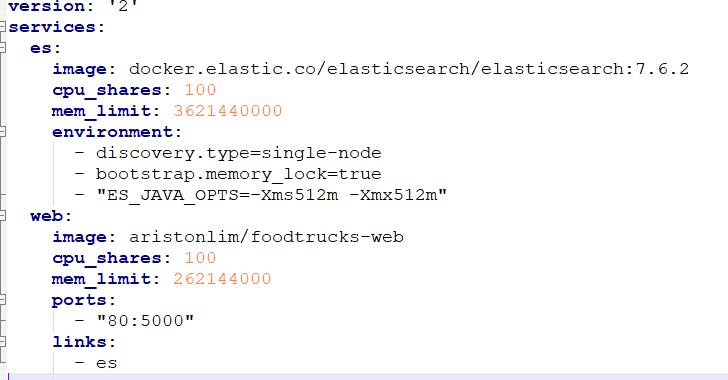 version: '2'
services:
  es:
    image: docker.elastic.co/elasticsearch/elasticsearch:7.6.2
    cpu_shares: 100
    mem_limit: 3621440000
    environment:
      - discovery.type=single-node
      - bootstrap.memory_lock=true
      - "ES_JAVA_OPTS=-Xms512m -Xmx512m"
  web:
    image: aristonlim/foodtrucks-web
    cpu_shares: 100
    mem_limit: 262144000
    ports:
      - "80:5000"
    links:
      - es